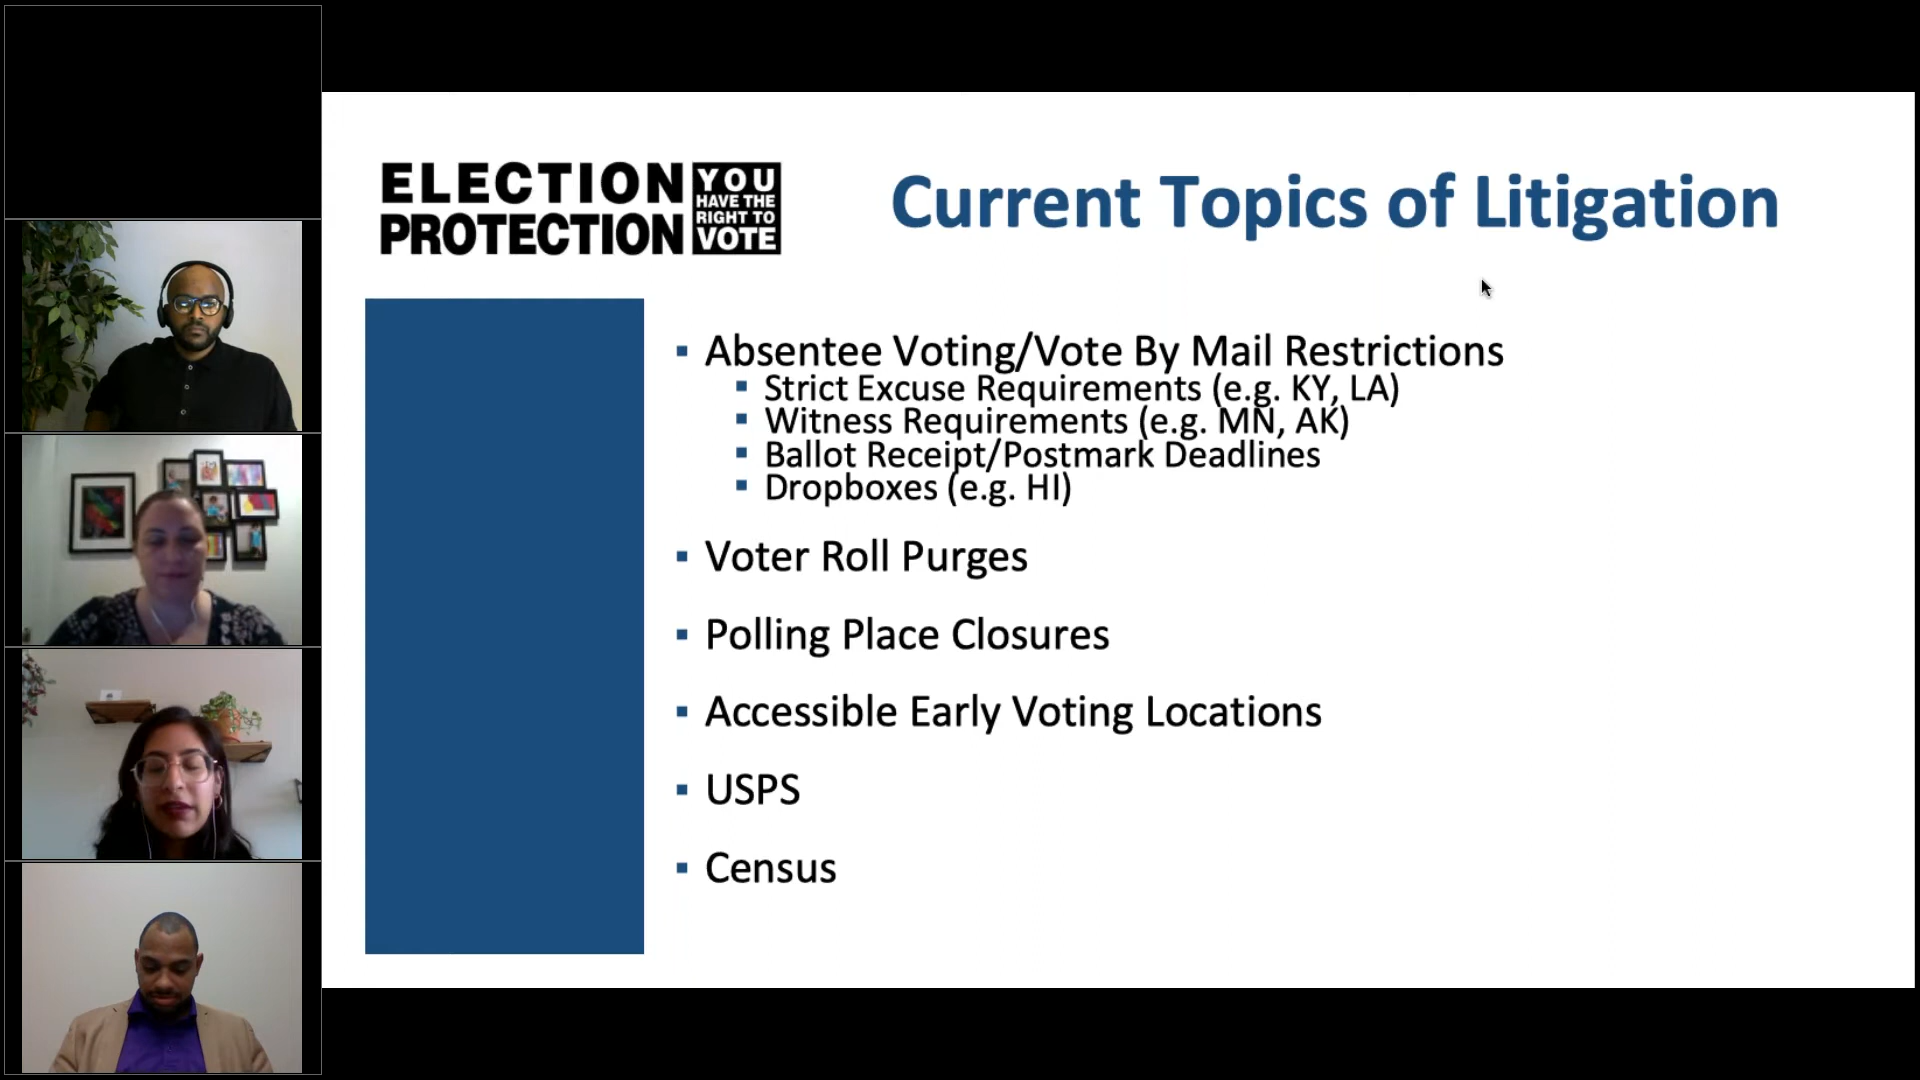 ELECTION
PROTECTION
YOU
HAVE THE
RIGHT TO
VOTE
Current Topics of Litigation
▪ Absentee Voting/Vote By Mail Restrictions
▪ Strict Excuse Requirements (e.g. KY, LA)
▪ Witness Requirements (e.g. MN, AK)
▪ Ballot Receipt/Postmark Deadlines
▪ Dropboxes (e.g. HI)
▪ Voter Roll Purges
▪ Polling Place Closures
▪ Accessible Early Voting Locations
▪ USPS
▪ Census